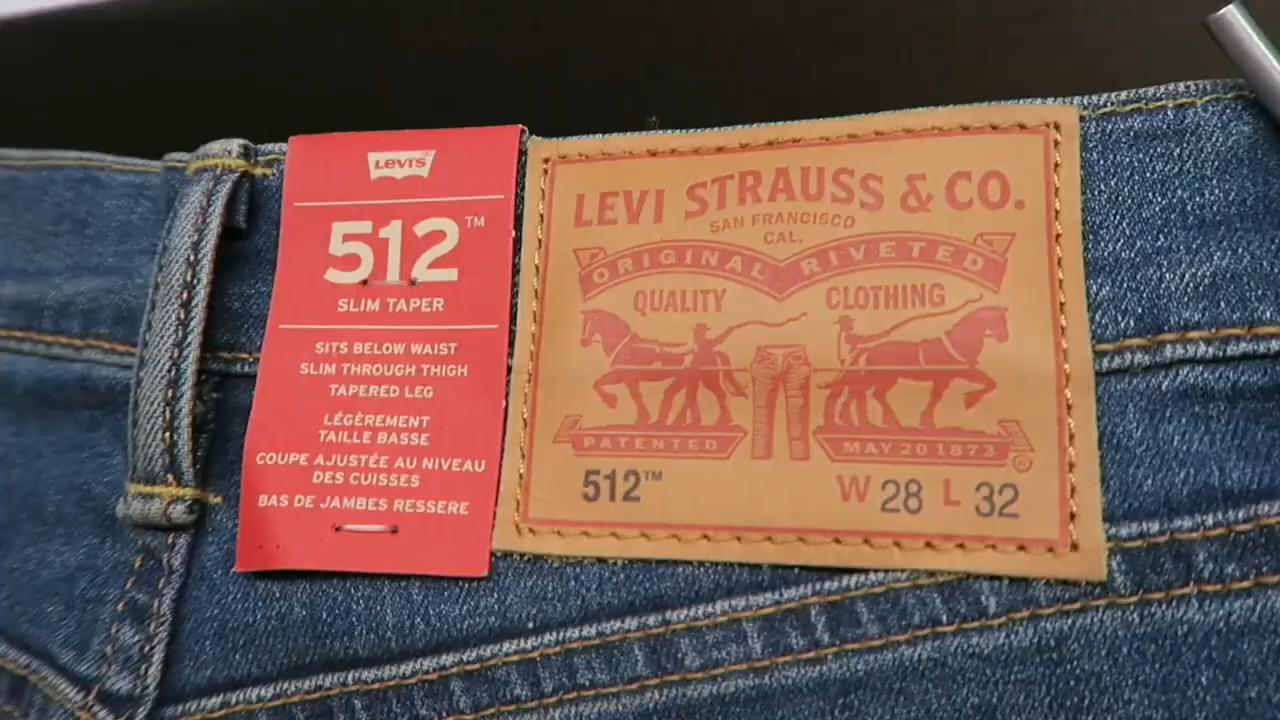 LEVI'S
512™
SLIM TAPER
SITS BELOW WAIST
SLIM THROUGH THIGH
TAPERED LEG
LÉGÈREMENT
TAILLE BASSE
COUPE AJUSTÉE AU NIVEAU
DES CUISSES
BAS DE JAMBES RESSERE
LEVI STRAUSS & CO.
SAN FRANCISCO
CAL.
ORIGINAL RIVETED
QUALITY CLOTHING
PATENTED MAY 20 1873 ®
512™ W 28 L 32